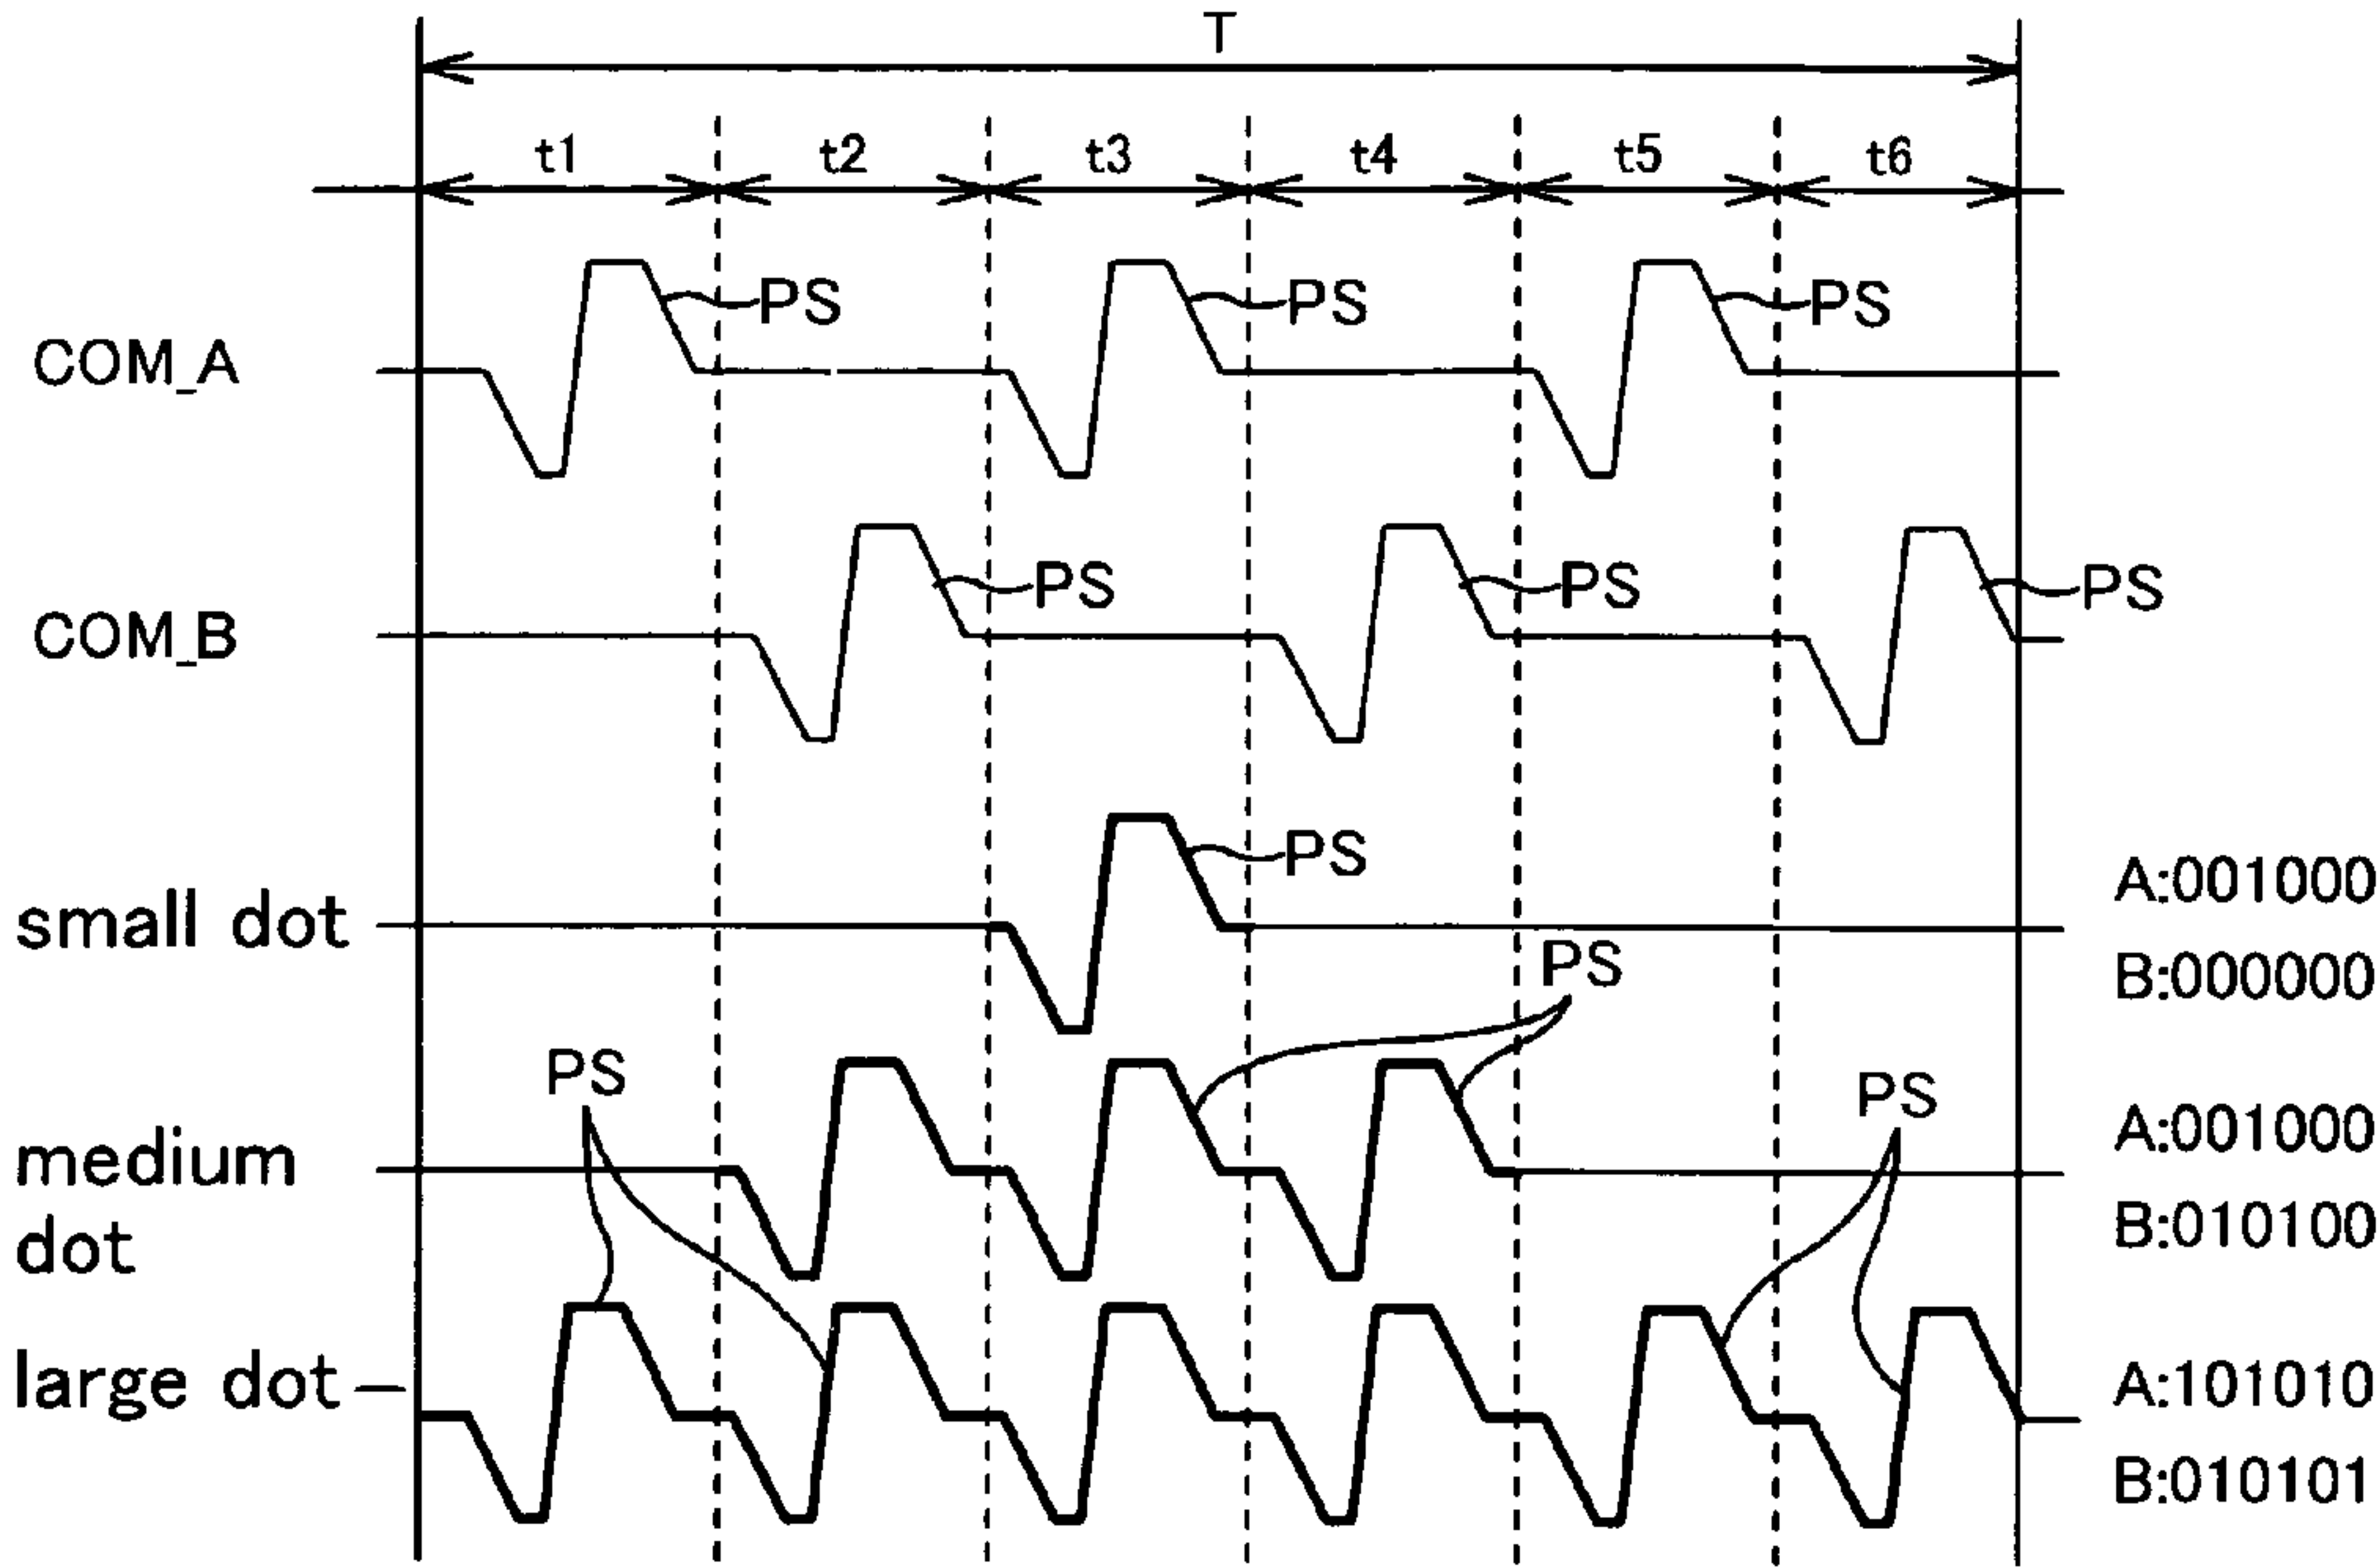 T
t1 t2 t3 t4 t5 t6
PS PS PS
COM_A
PS PS PS
COM_B
PS
A:001000
small dot
B:000000
PS
PS
PS
A:001000
medium
B:010100
dot
A:101010
large dot
B:010101